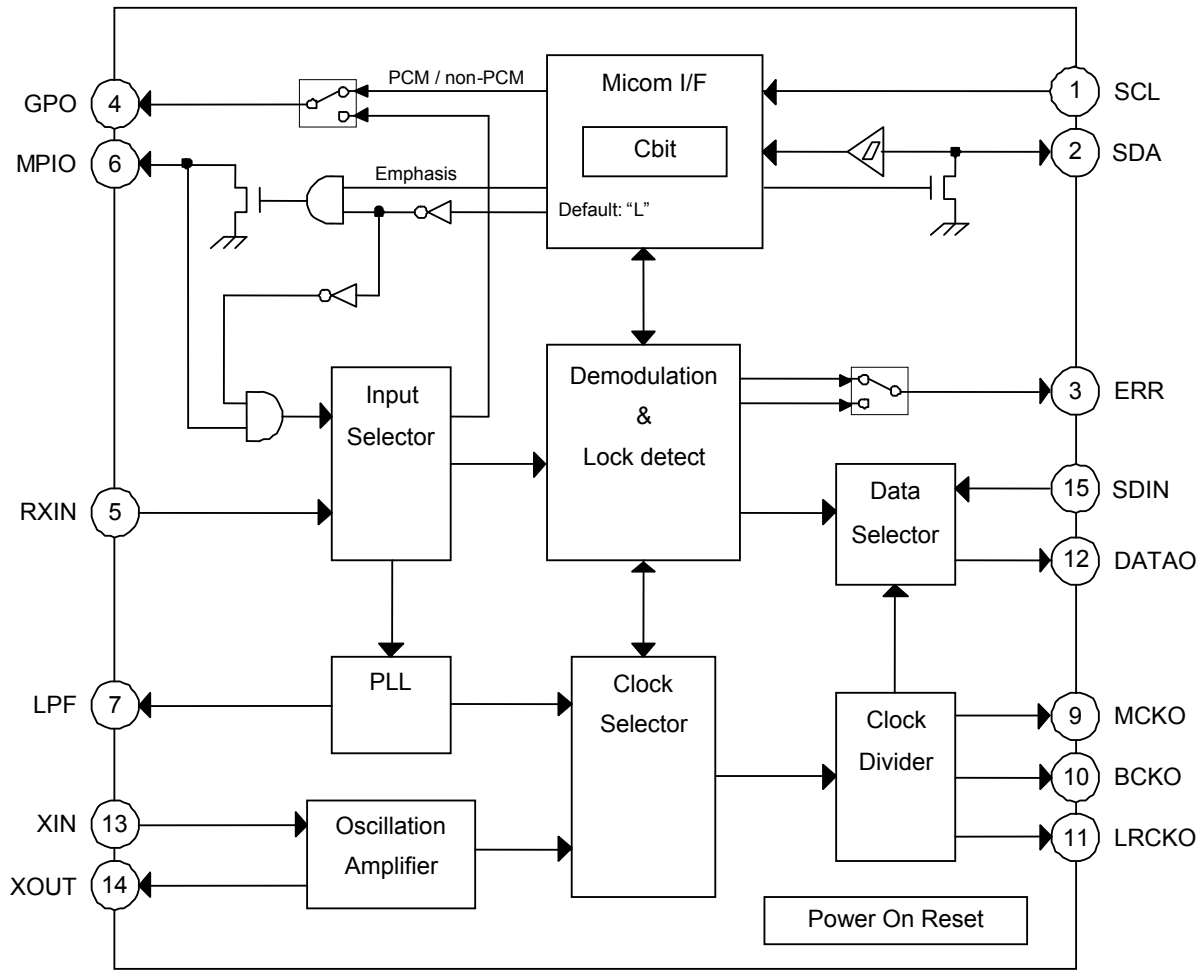 GPO 4
PCM / non-PCM
Micom I/F
1 SCL
Cbit
2 SDA
MPIO 6
Emphasis
Default: “L”
Input
Selector
Demodulation
&
Lock detect
3 ERR
RXIN 5
Data
Selector
15 SDIN
12 DATAO
LPF 7
PLL
Clock
Selector
Clock
Divider
9 MCKO
10 BCKO
11 LRCKO
XIN 13
XOUT 14
Oscillation
Amplifier
Power On Reset